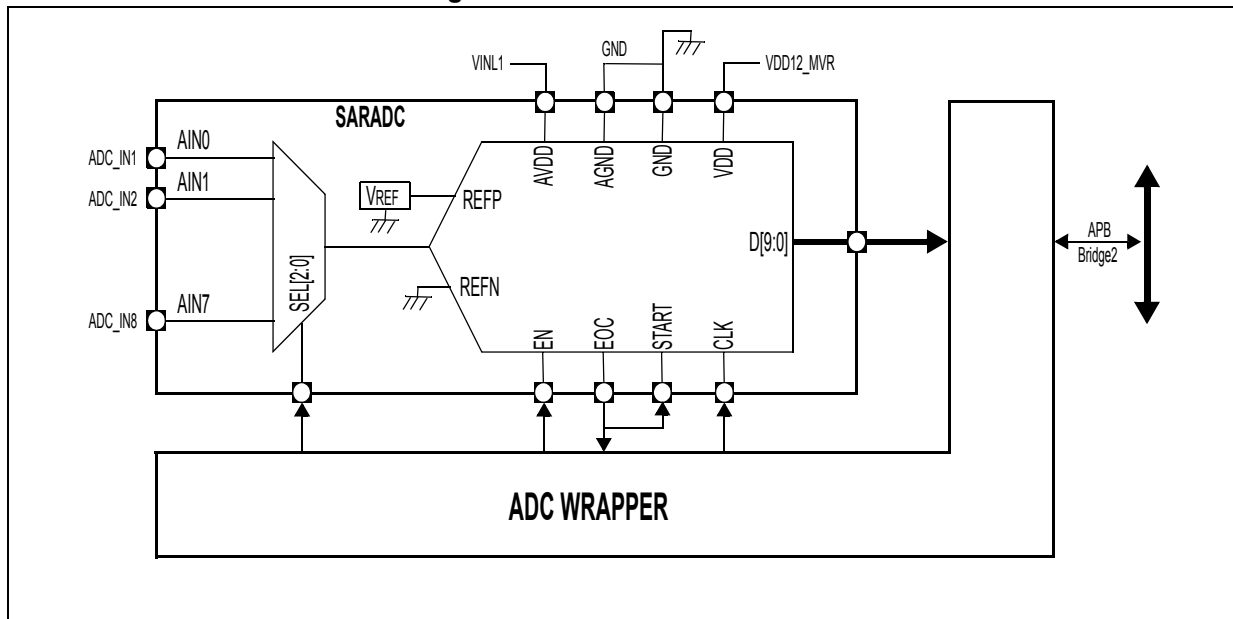 g
GND
VINL1
VDD12_MVR
SARADC
ADC_IN1
AIN0
AVDD
AGND
GND
VDD
ADC_IN2
AIN1
VREF
REFP
D[9:0]
APB
Bridge2
SEL[2:0]
REFN
ADC_IN8
AIN7
EN
EOC
START
CLK
ADC WRAPPER